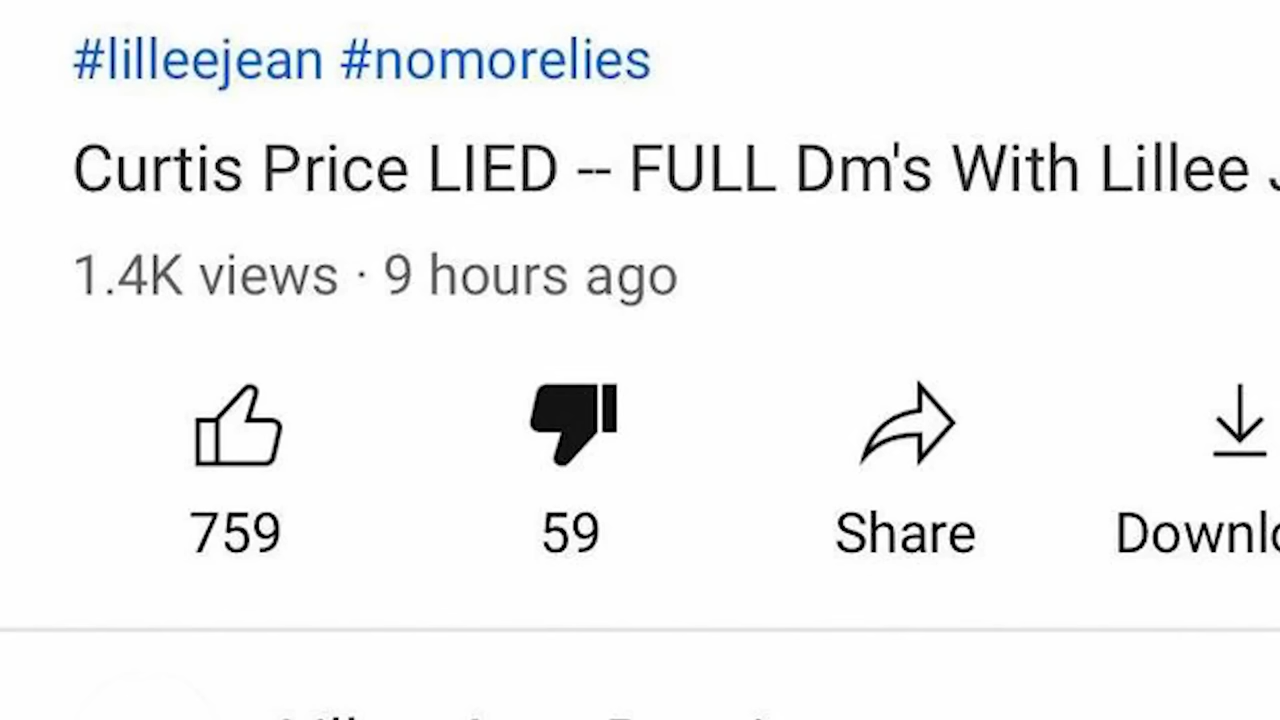 #lilleejean #nomorelies
Curtis Price LIED -- FULL Dm's With Lillee
1.4K views · 9 hours ago
759 59 Share